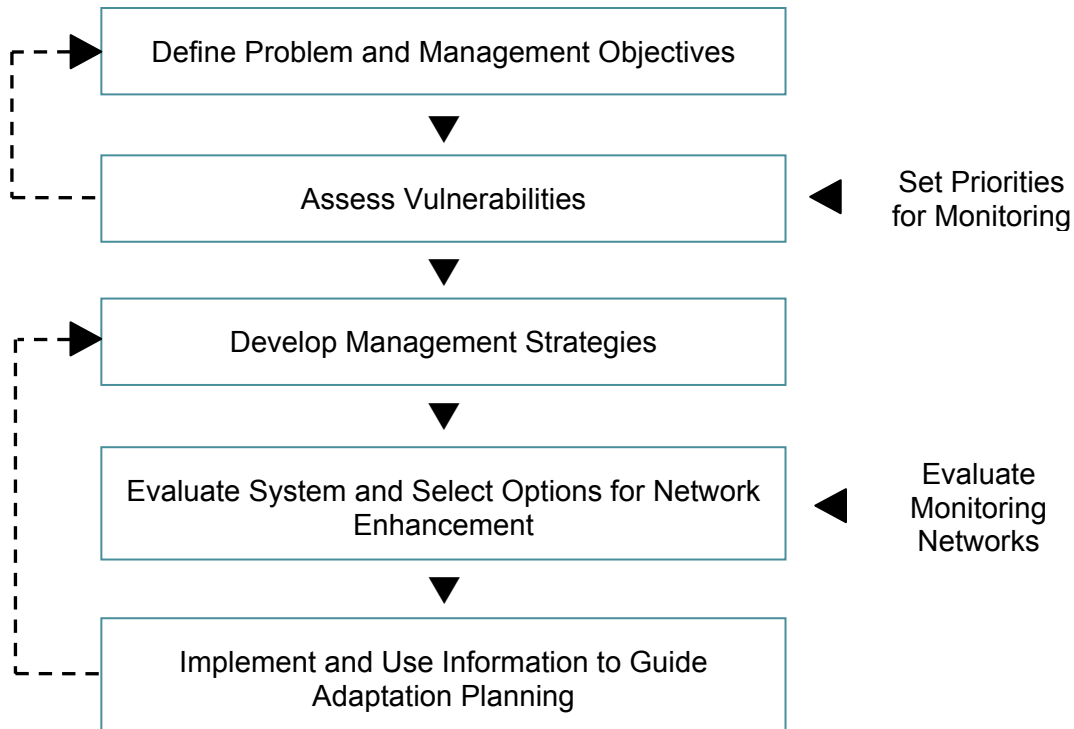 Define Problem and Management Objectives
Assess Vulnerabilities
Set Priorities
for Monitoring
Develop Management Strategies
Evaluate System and Select Options for Network
Enhancement
Evaluate
Monitoring
Networks
Implement and Use Information to Guide
Adaptation Planning